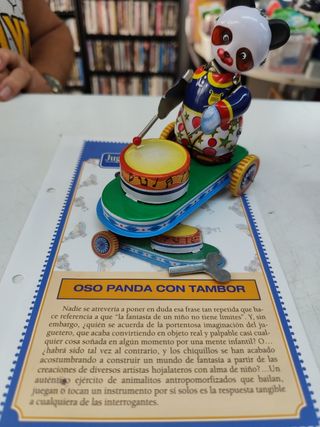 Jug
OSO PANDA CON TAMBOR
Nadie se atrevería a poner en duda esa frase tan repetida que ha-
ce referencia a que "la fantasía de un niño no tiene límites". Y, sin
embargo, ¿quién se acuerda de la portentosa imaginación del ju-
guetero, que acaba convirtiendo en objeto real y palpable casi cual-
quier cosa soñada en algún momento por una mente infantil? O...
¿habrá sido tal vez al contrario, y los chiquillos se han acabado
acostumbrando a construir un mundo de fantasía a partir de las
creaciones de diversos artistas hojalateros con alma de niño?...Un
auténtico ejército de animalitos antropomorfizados que bailan,
juegan o tocan un instrumento por sí solos es la respuesta tangible
a cualquiera de las interrogantes.